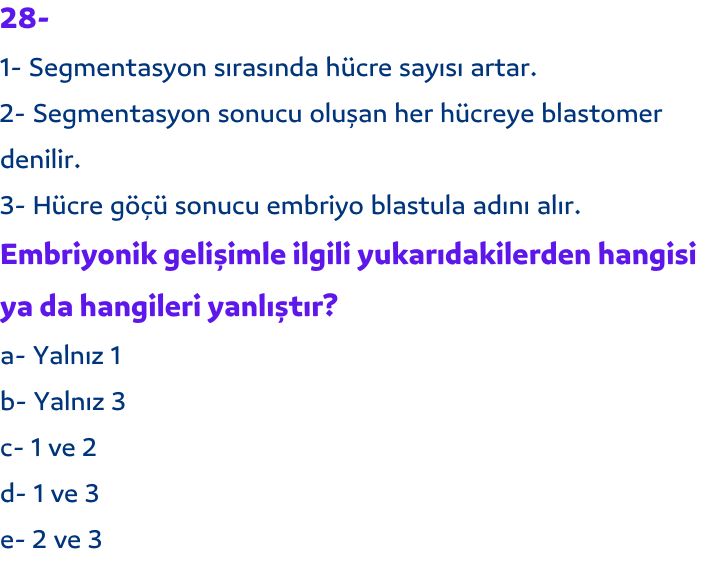 28-
1- Segmentasyon sırasında hücre sayısı artar.
2- Segmentasyon sonucu oluşan her hücreye blastomer
denilir.
3- Hücre göçü sonucu embriyo blastula adını alır.
Embriyonik gelişimle ilgili yukarıdakilerden hangisi
ya da hangileri yanlıştır?
a- Yalnız 1
b- Yalnız 3
c- 1 ve 2
d- 1 ve 3
e- 2 ve 3